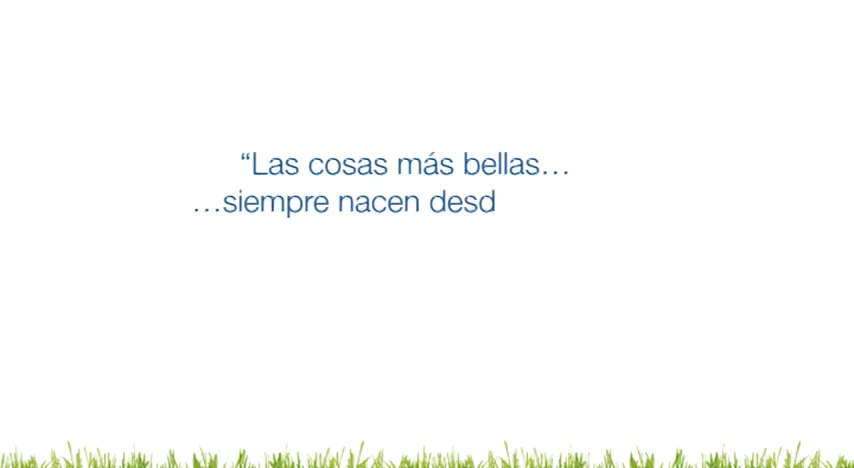 “Las cosas más bellas…
…siempre nacen desd